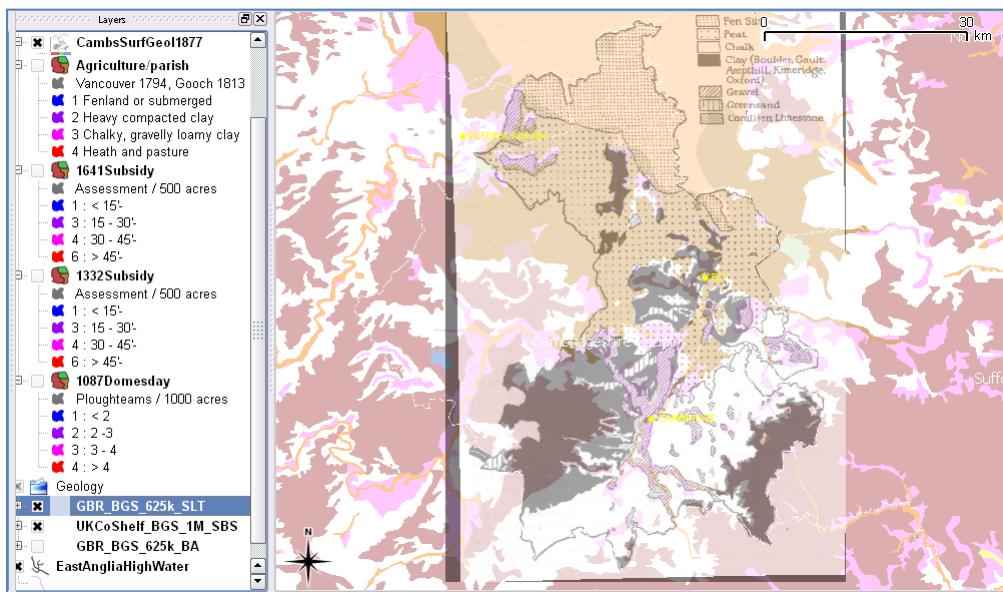 Layers
CambsSurfGeol1877
Agriculture/parish
Vancouver 1794, Gooch 1813
1 Fenland or submerged
2 Heavy compacted clay
3 Chalky, gravelly loamy clay
4 Heath and pasture
1641Subsidy
Assessment / 500 acres
1 : < 15'-
3 : 15 - 30'-
4 : 30 - 45'-
6 : > 45'-
1332Subsidy
Assessment / 500 acres
1 : < 15'-
3 : 15 - 30'-
4 : 30 - 45'-
6 : > 45'-
1087Domesday
Ploughteams / 1000 acres
1 : < 2
2 : 2 -3
3 : 3 - 4
4 : > 4
Geology
GBR_BGS_625k_SLT
UKCoShelf_BGS_1M_SBS
GBR_BGS_625k_BA
EastAngliaHighWater
Fen Silt
Peat
Chalk
Clay (Boulder, Gault,
Ampthill, Kimeridge,
Oxford)
Gravel
Greensand
Corallian Limestone
0 30
km
ELY
Cambridgeshire County
Suff
N